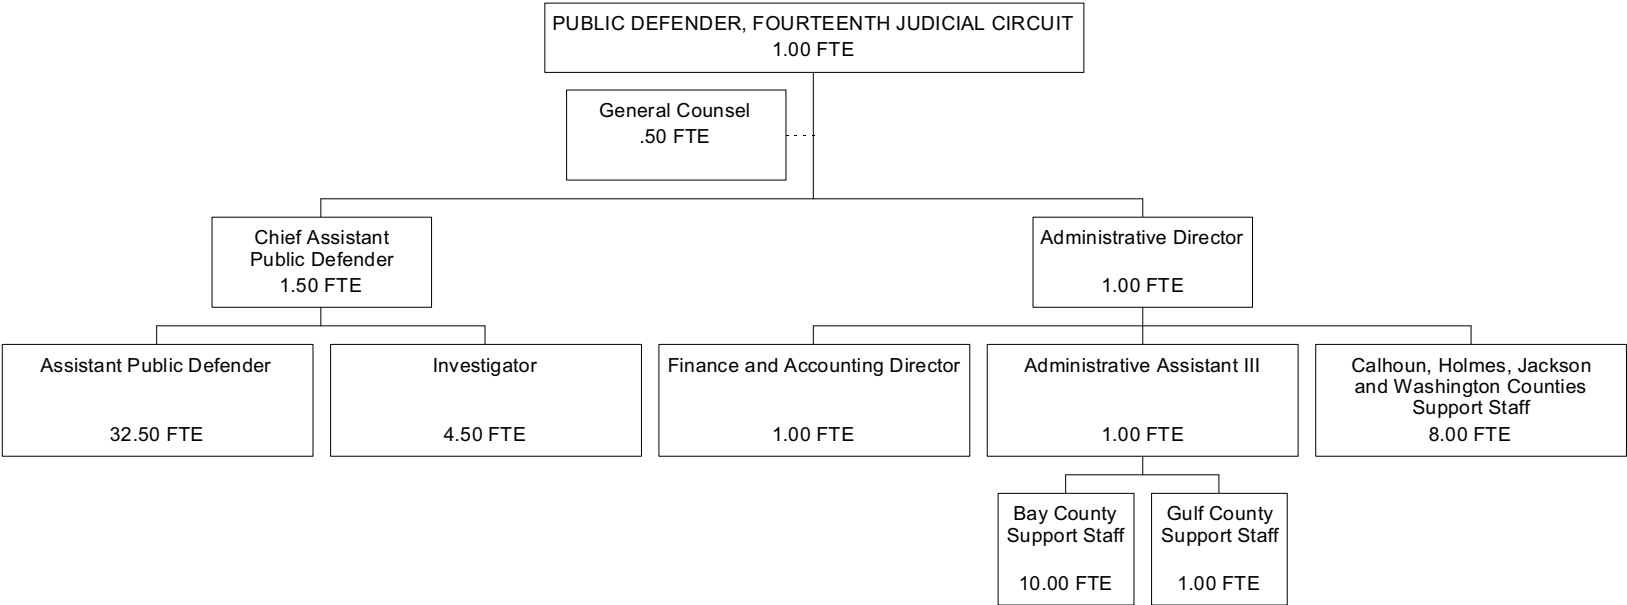 PUBLIC DEFENDER, FOURTEENTH JUDICIAL CIRCUIT
1.00 FTE
General Counsel
.50 FTE
Chief Assistant
Public Defender
1.50 FTE
Administrative Director
1.00 FTE
Assistant Public Defender
32.50 FTE
Investigator
4.50 FTE
Finance and Accounting Director
1.00 FTE
Administrative Assistant III
1.00 FTE
Calhoun, Holmes, Jackson
and Washington Counties
Support Staff
8.00 FTE
Bay County
Support Staff
10.00 FTE
Gulf County
Support Staff
1.00 FTE